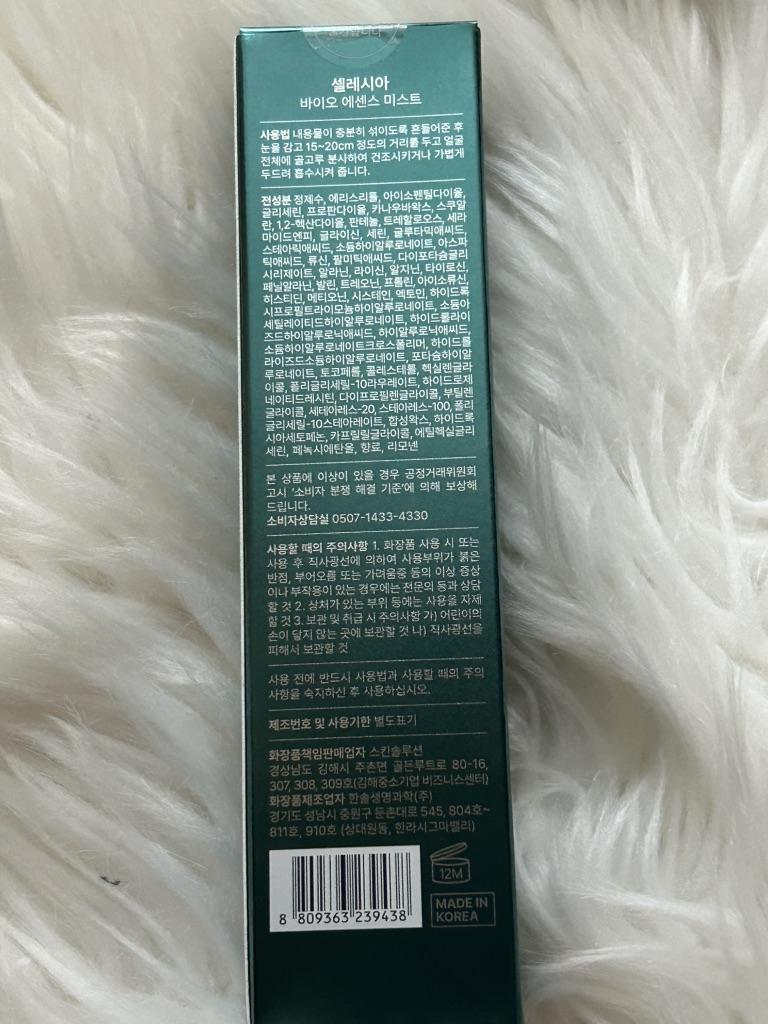 셀레시아
바이오 에센스 미스트
사용법 내용물이 충분히 섞이도록 흔들어준 후
눈을 감고 15~20cm 정도의 거리를 두고 얼굴
전체에 골고루 분사하여 건조시키거나 가볍게
두드려 흡수시켜 줍니다.
전성분 정제수, 에리스리톨, 아이소펜틸다이올,
글리세린, 프로판다이올, 카나우바왁스, 스쿠알
란, 1,2-헥산다이올, 판테놀, 트레할로오스, 세라
마이드엔피, 글라이신, 세린, 글루타믹애씨드,
스테아릭애씨드, 소듐하이알루로네이트, 아스파
틱애씨드, 류신, 팔미틱애씨드, 다이포타슘글리
시리제이트, 알라닌, 라이신, 알지닌, 타이로신,
페닐알라닌, 발린, 트레오닌, 프롤린, 아이소류신,
히스티딘, 메티오닌, 시스테인, 엑토인, 하이드록
시프로필트라이모늄하이알루로네이트, 소듐아
세틸레이티드하이알루로네이트, 하이드롤라이
즈드하이알루로닉애씨드, 하이알루로닉애씨드,
소듐하이알루로네이트크로스폴리머, 하이드롤
라이즈드소듐하이알루로네이트, 포타슘하이알
루로네이트, 토코페롤, 콜레스테롤, 헥실렌글라
이콜, 폴리글리세릴-10라우레이트, 하이드로제
네이티드레시틴, 다이프로필렌글라이콜, 부틸렌
글라이콜, 세테아레스-20, 스테아레스-100, 폴리
글리세릴-10스테아레이트, 합성왁스, 하이드록
시아세토페논, 카프릴릴글라이콜, 에틸헥실글리
세린, 페녹시에탄올, 향료, 리모넨
본 상품에 이상이 있을 경우 공정거래위원회
고시 '소비자 분쟁 해결 기준'에 의해 보상해
드립니다.
소비자상담실 0507-1433-4330
사용할 때의 주의사항 1. 화장품 사용 시 또는
사용 후 직사광선에 의하여 사용부위가 붉은
반점, 부어오름 또는 가려움증 등의 이상 증상
이나 부작용이 있는 경우에는 전문의 등과 상담
할 것 2. 상처가 있는 부위 등에는 사용을 자제
할 것 3. 보관 및 취급 시 주의사항 가) 어린이의
손이 닿지 않는 곳에 보관할 것 나) 직사광선을
피해서 보관할 것
사용 전에 반드시 사용법과 사용할 때의 주의
사항을 숙지하신 후 사용하십시오.
제조번호 및 사용기한 별도표기
화장품책임판매업자 스킨솔루션
경상남도 김해시 주촌면 골든루트로 80-16,
307, 308, 309호(김해중소기업 비즈니스센터)
화장품제조업자 한솔생명과학(주)
경기도 성남시 중원구 둔촌대로 545, 804호~
811호, 910호 (상대원동, 한라시그마밸리)
12M
MADE IN
KOREA
8 809363 239438